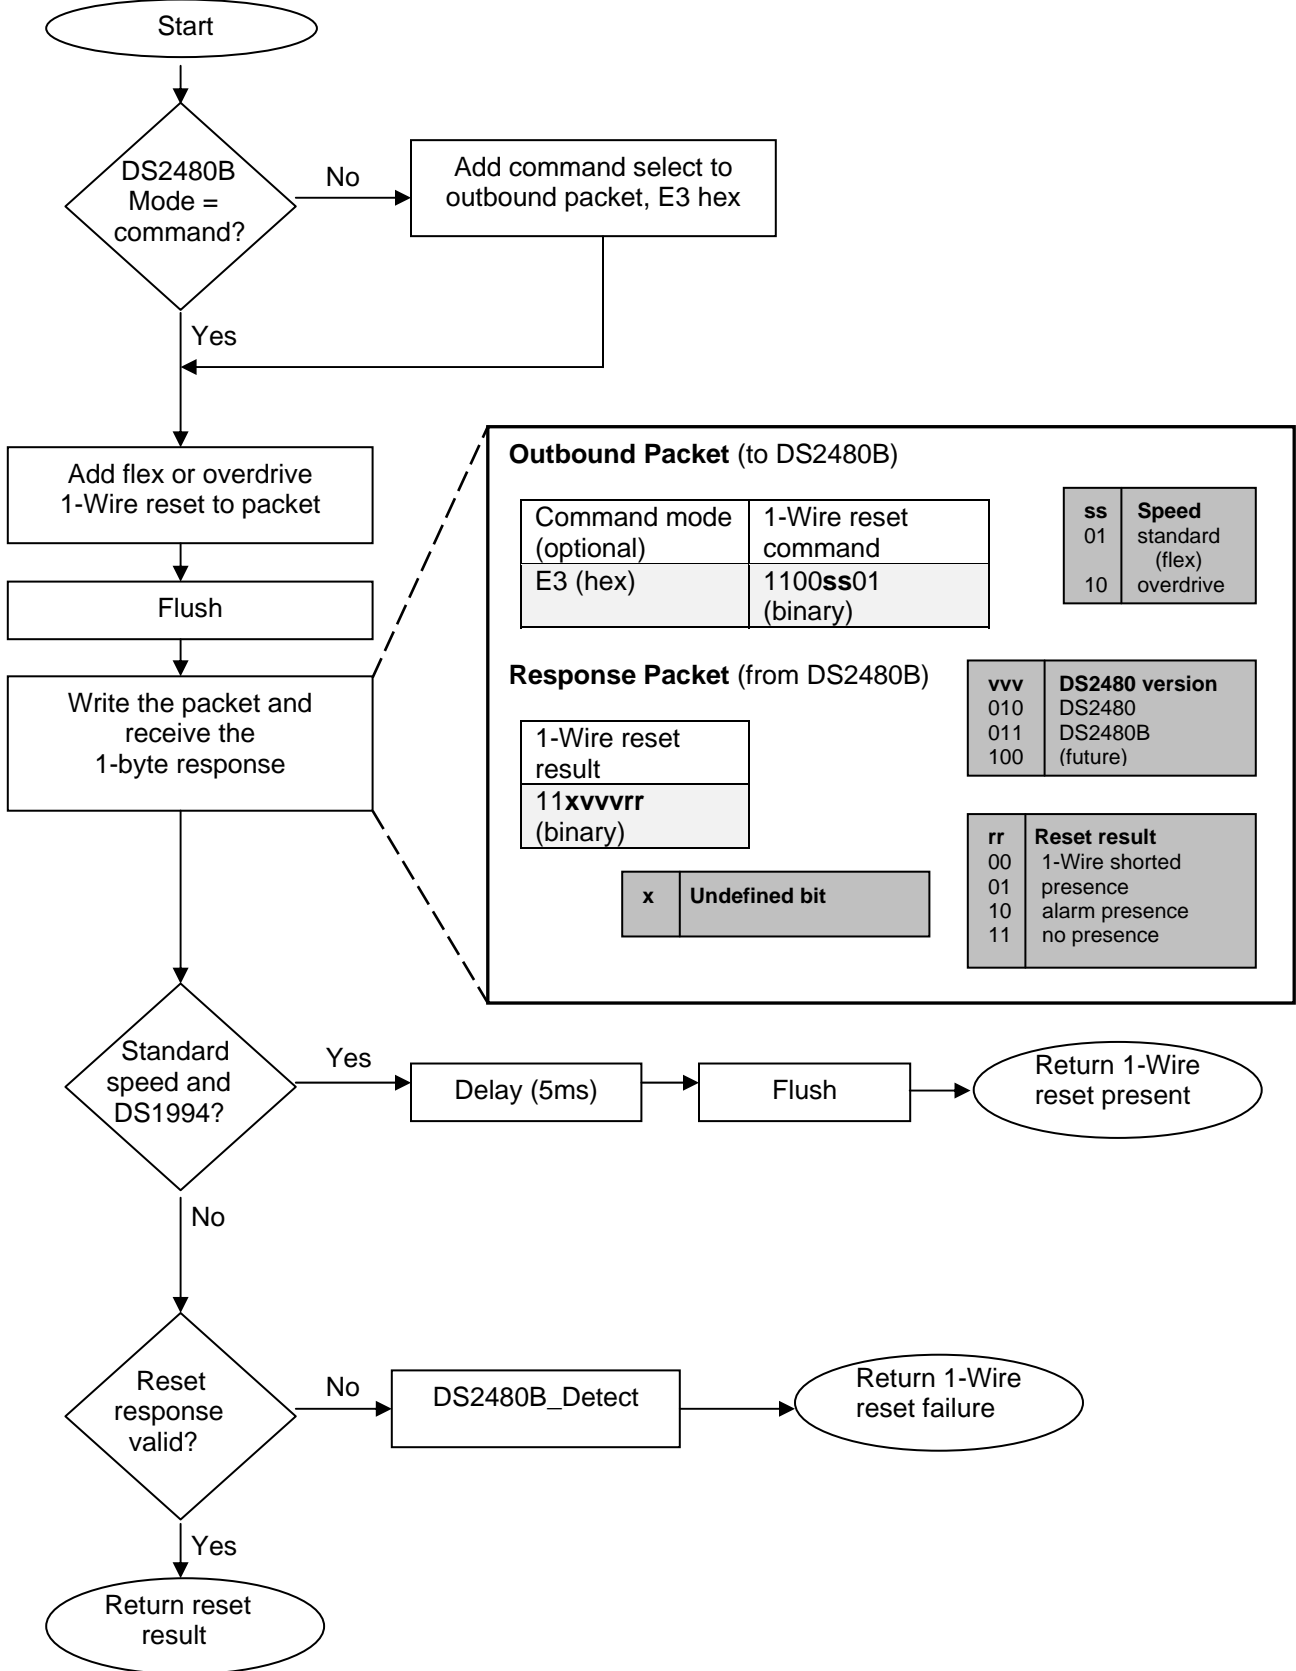 Start
DS2480B
Mode =
command?
No
Add command select to
outbound packet, E3 hex
Yes
Add flex or overdrive
1-Wire reset to packet
Flush
Write the packet and
receive the
1-byte response
Outbound Packet (to DS2480B)
Command mode
(optional)
1-Wire reset
command
E3 (hex)
1100ss01
(binary)
ss Speed
01 standard
(flex)
10 overdrive
Response Packet (from DS2480B)
1-Wire reset
result
11xvvvrr
(binary)
vvv DS2480 version
010 DS2480
011 DS2480B
100 (future)
x Undefined bit
rr Reset result
00 1-Wire shorted
01 presence
10 alarm presence
11 no presence
Standard
speed and
DS1994?
Yes
Delay (5ms)
Flush
Return 1-Wire
reset present
No
Reset
response
valid?
No
DS2480B_Detect
Return 1-Wire
reset failure
Yes
Return reset
result